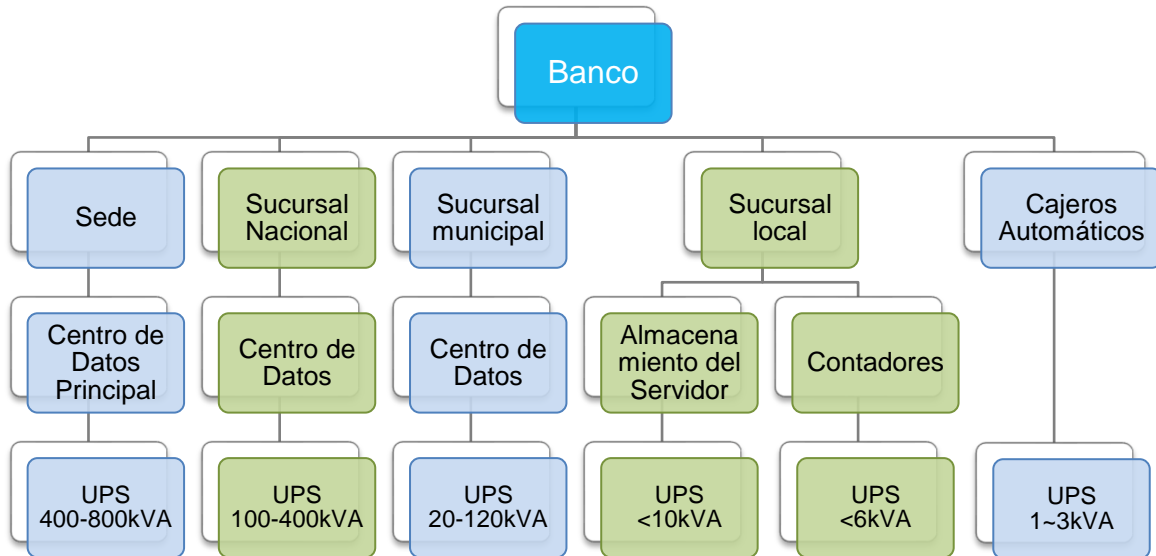 Banco
Sede
Sucursal
Nacional
Sucursal
municipal
Sucursal
local
Cajeros
Automáticos
Centro de
Datos
Principal
Centro de
Datos
Centro de
Datos
Almacena
miento del
Servidor
Contadores
UPS
400-800kVA
UPS
100-400kVA
UPS
20-120kVA
UPS
<10kVA
UPS
<6kVA
UPS
1~3kVA